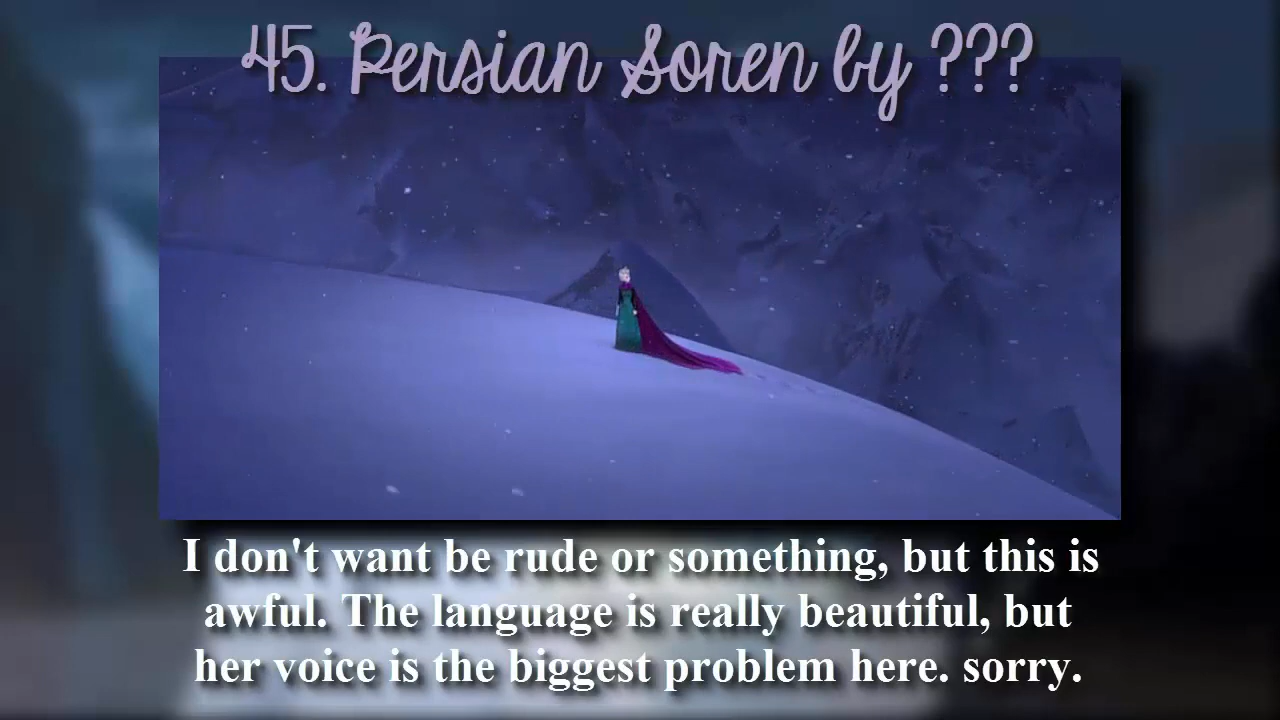 45. Persian Soren by ???
I don't want be rude or something, but this is
awful. The language is really beautiful, but
her voice is the biggest problem here. sorry.